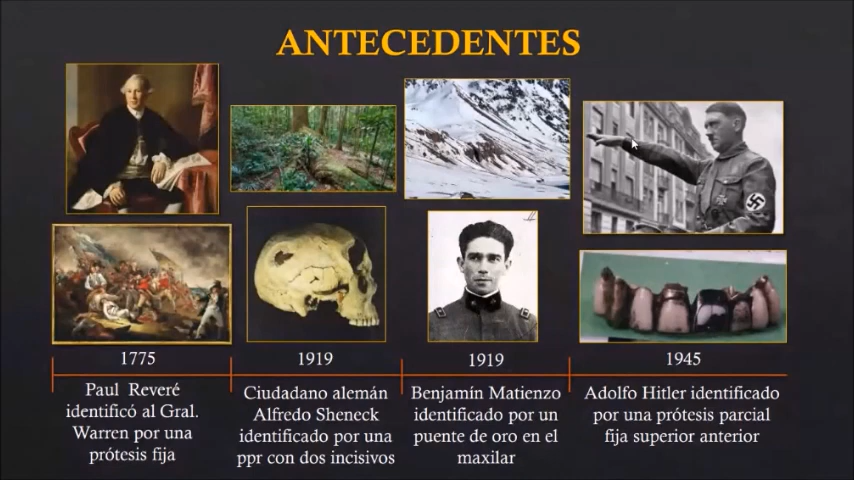 ANTECEDENTES
1775
Paul Reveré
identificó al Gral.
Warren por una
prótesis fija
1919
Ciudadano alemán
Alfredo Sheneck
identificado por una
ppr con dos incisivos
1919
Benjamín Matienzo
identificado por un
puente de oro en el
maxilar
1945
Adolfo Hitler identificado
por una prótesis parcial
fija superior anterior